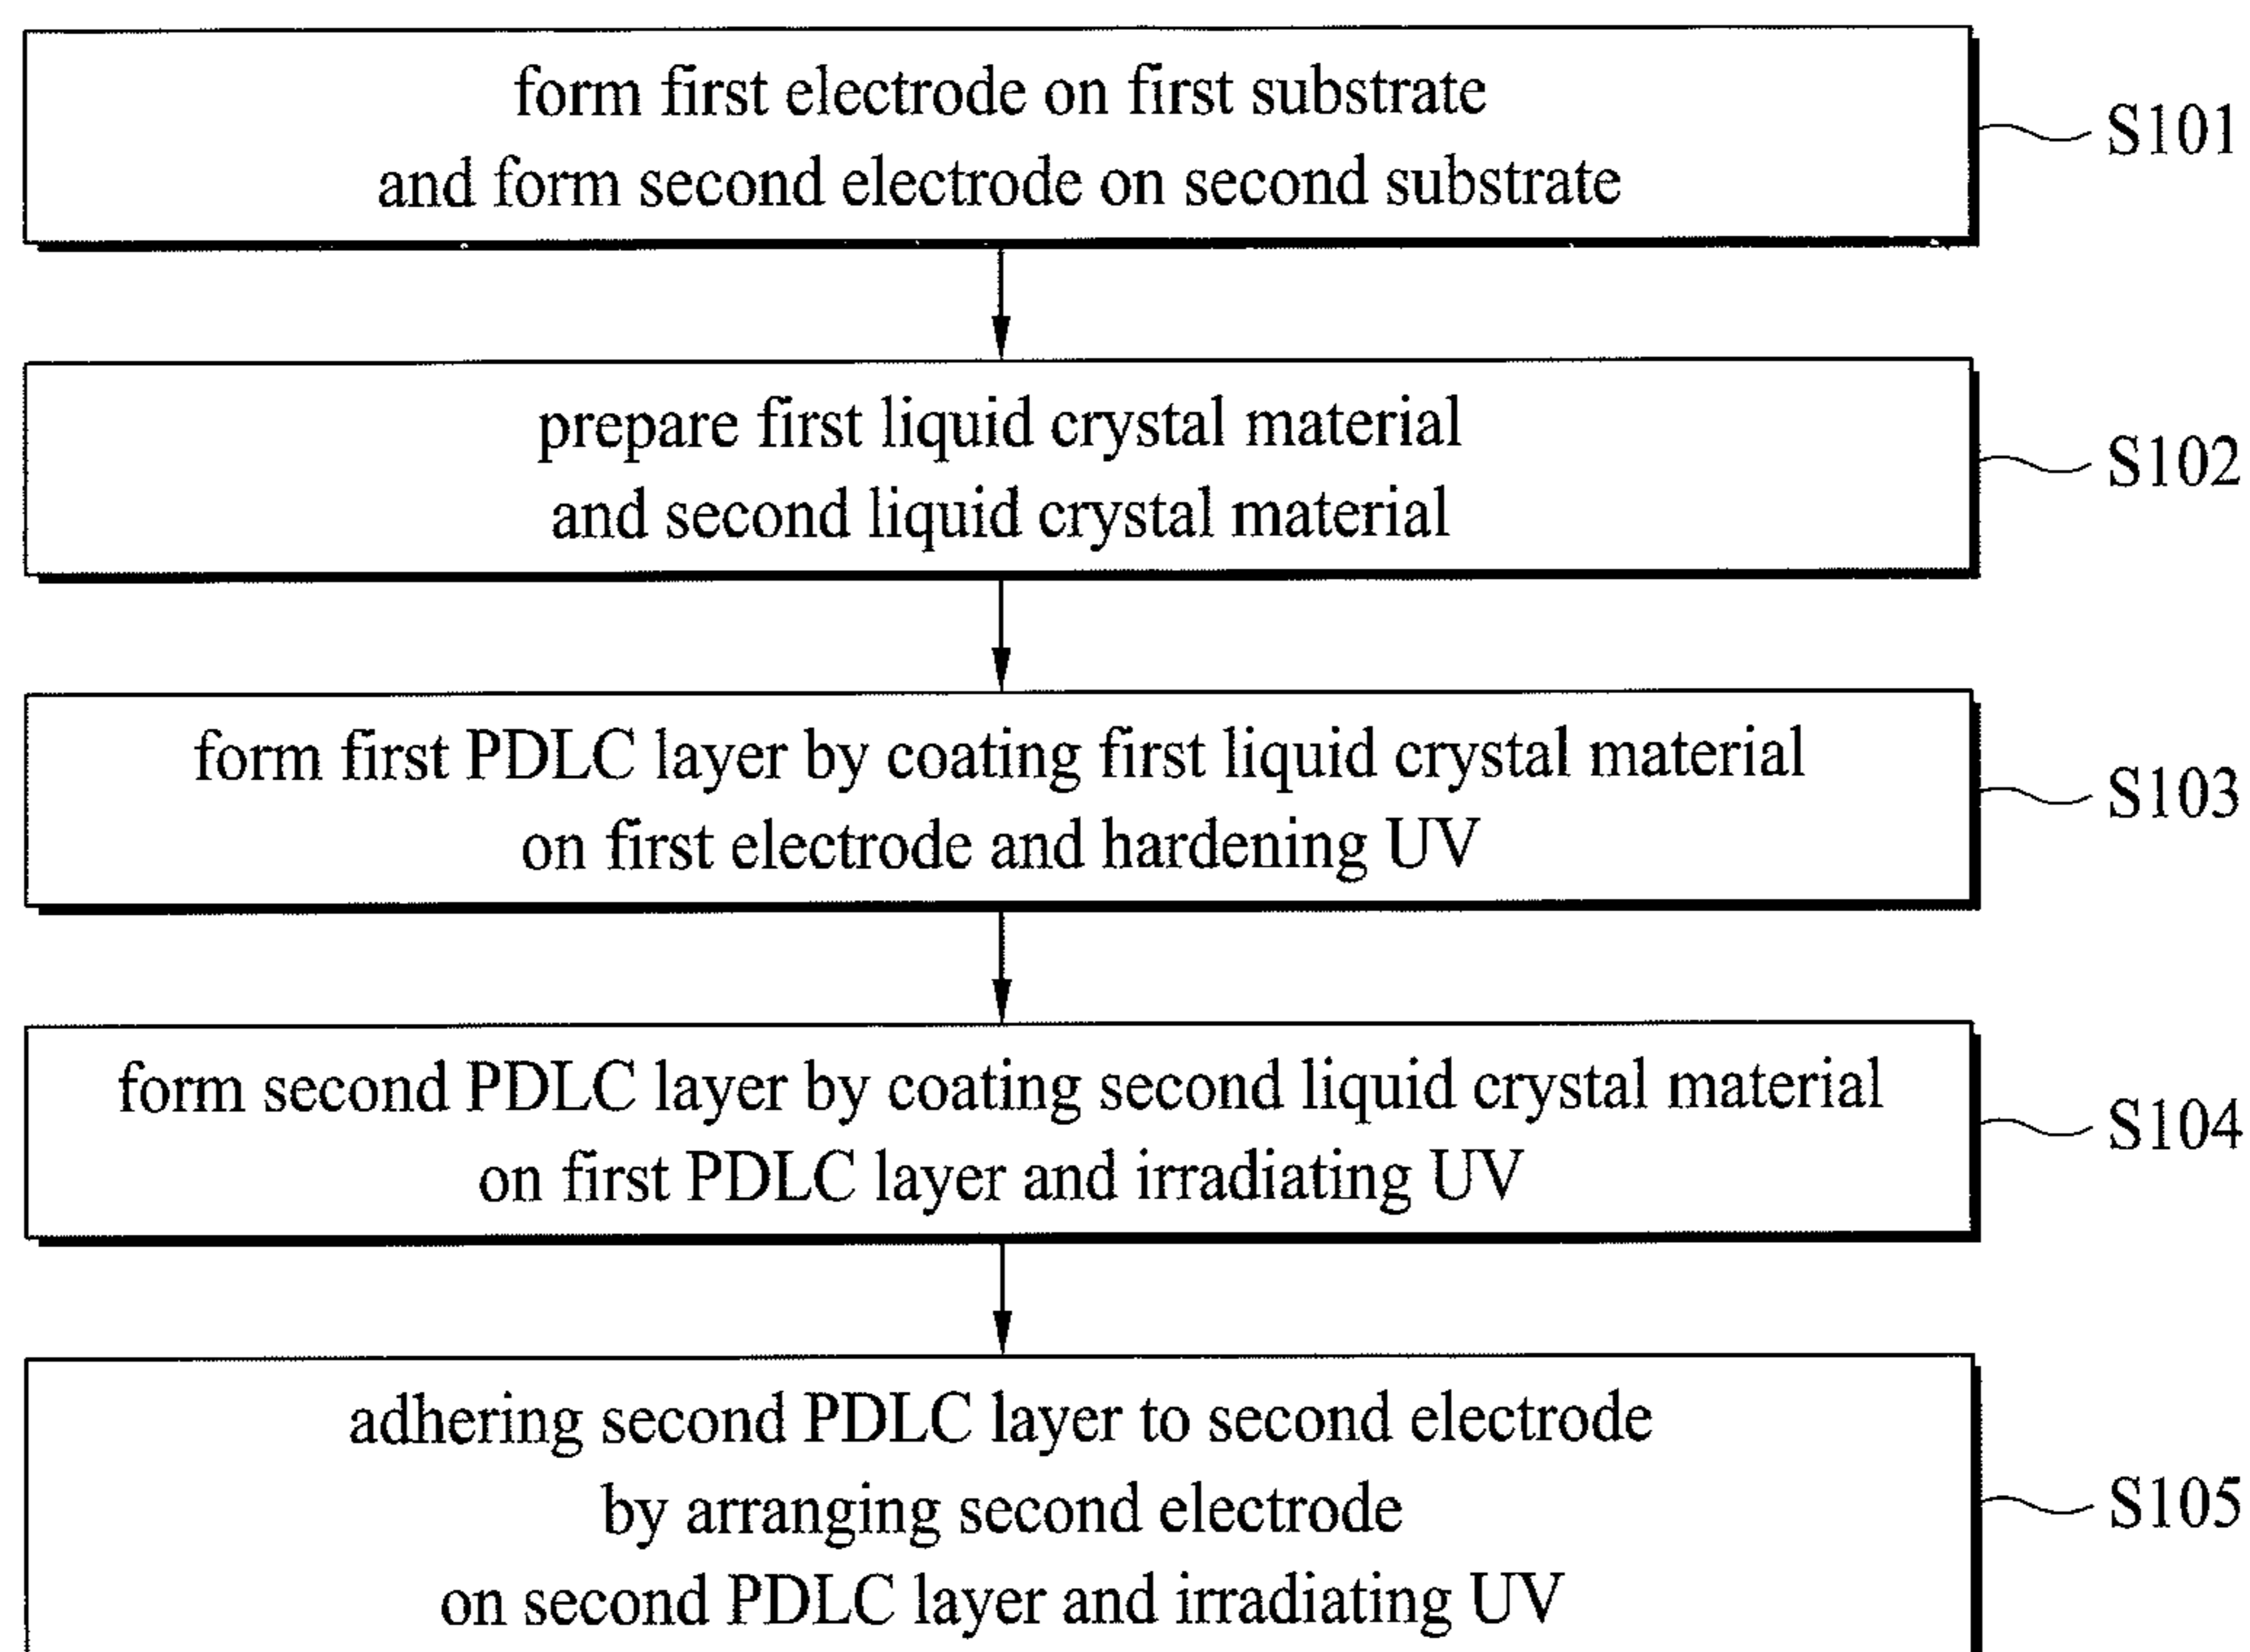 form first electrode on first substrate
and form second electrode on second substrate
S101
prepare first liquid crystal material
and second liquid crystal material
S102
form first PDLC layer by coating first liquid crystal material
on first electrode and hardening UV
S103
form second PDLC layer by coating second liquid crystal material
on first PDLC layer and irradiating UV
S104
adhering second PDLC layer to second electrode
by arranging second electrode
on second PDLC layer and irradiating UV
S105